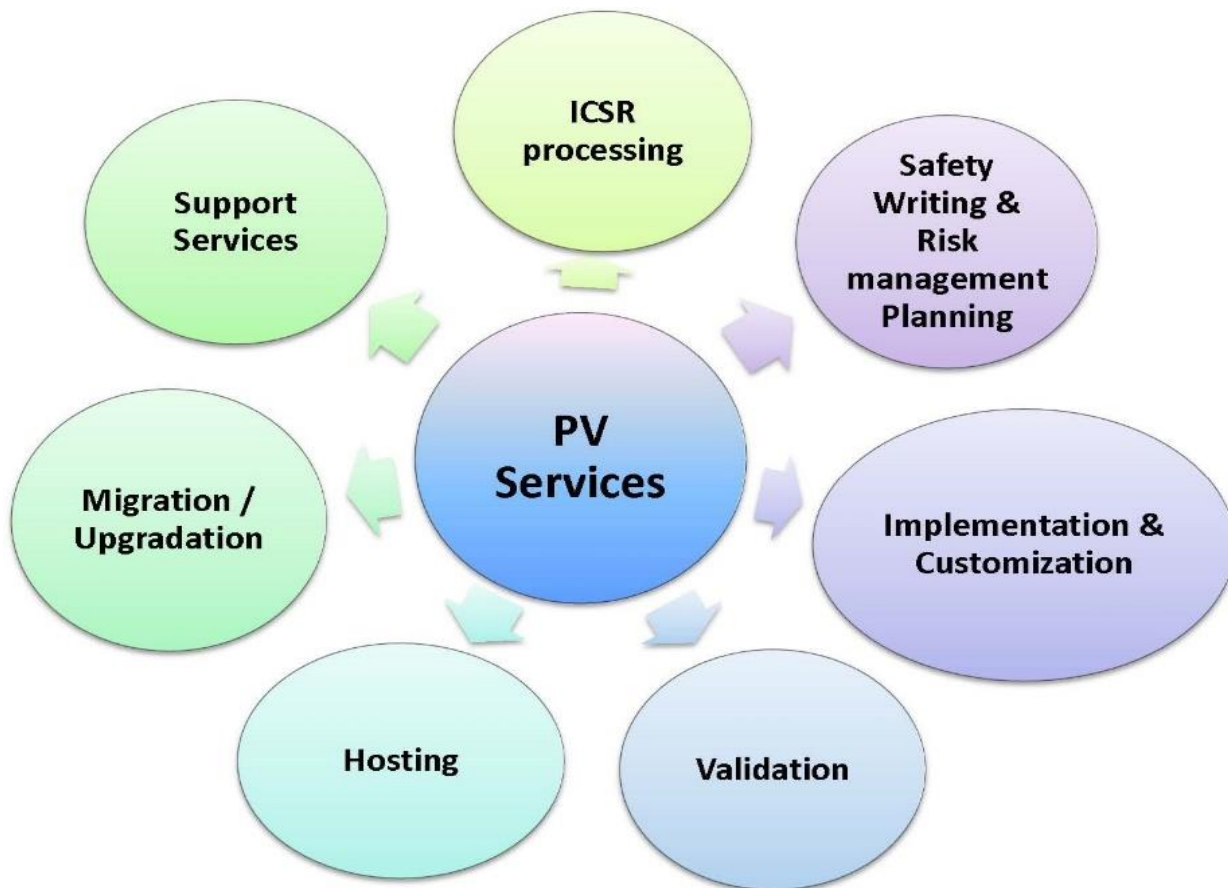 ICSR
processing
Safety
Writing &
Risk
management
Planning
Support
Services
PV
Services
Migration /
Upgradation
Implementation &
Customization
Hosting
Validation